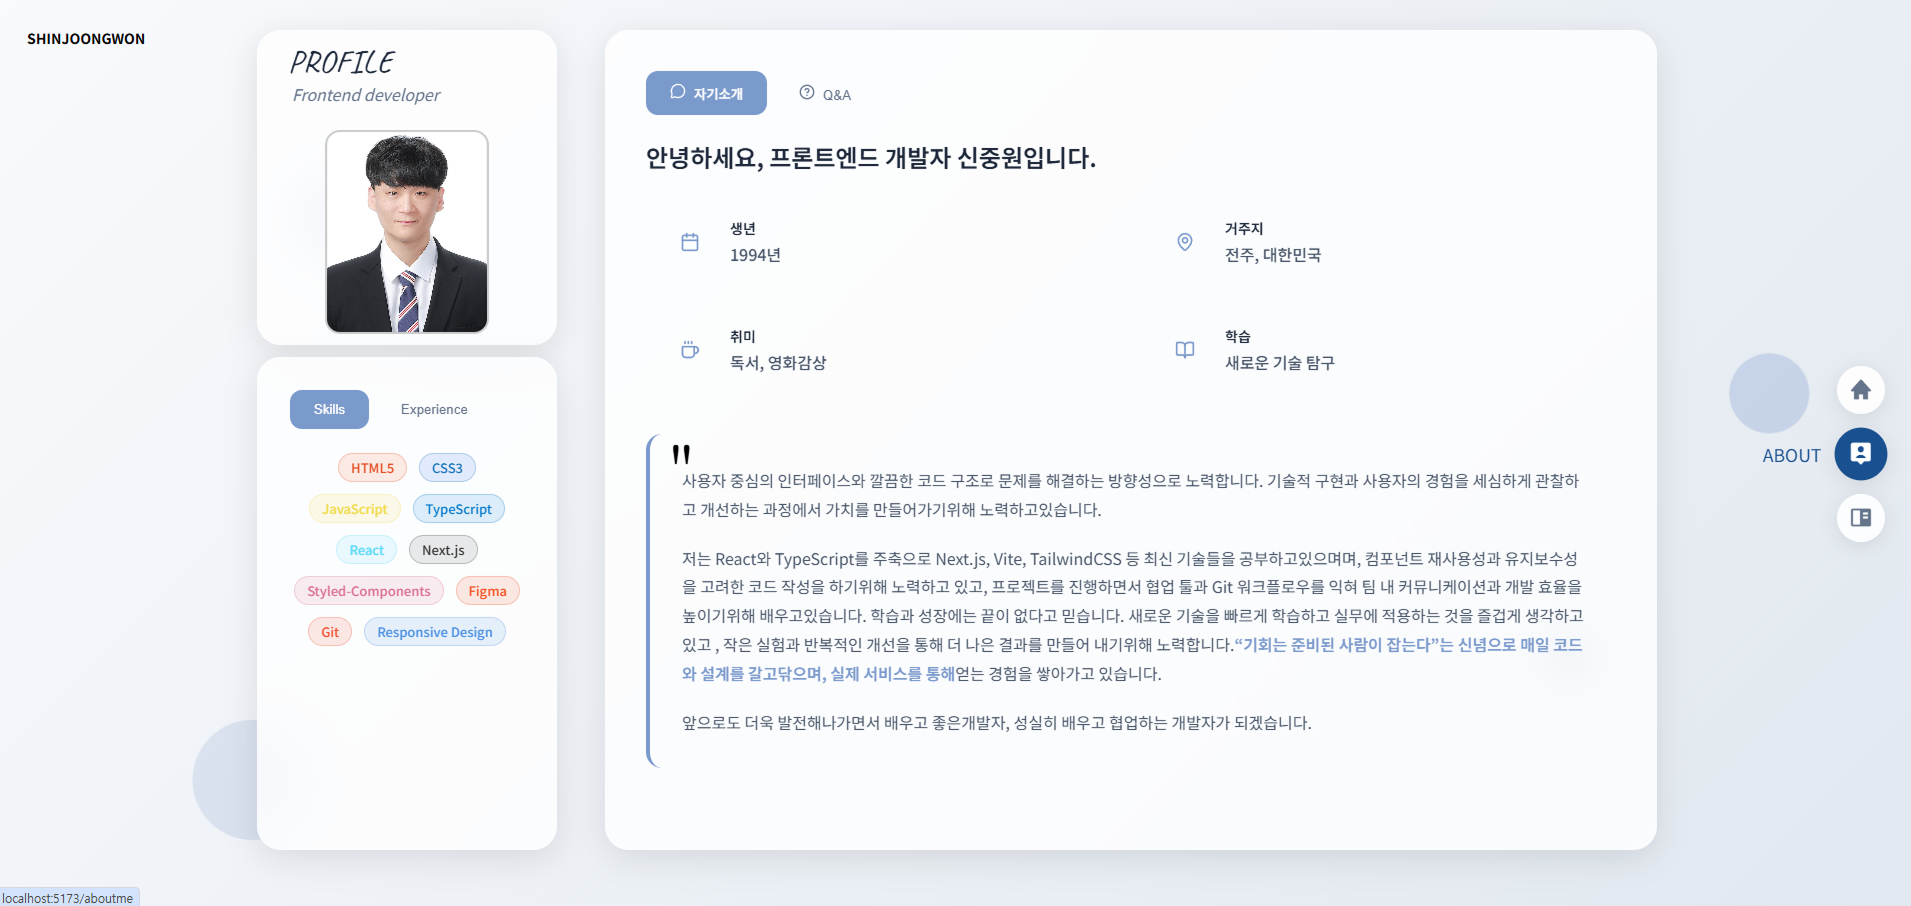 SHINJOONGWON
PROFILE
Frontend developer
Skills
Experience
HTML5
CSS3
JavaScript
TypeScript
React
Next.js
Styled-Components
Figma
Git
Responsive Design
자기소개
Q&A
안녕하세요, 프론트엔드 개발자 신중원입니다.
생년
1994년
거주지
전주, 대한민국
취미
독서, 영화감상
학습
새로운 기술 탐구
"
사용자 중심의 인터페이스와 깔끔한 코드 구조로 문제를 해결하는 방향성으로 노력합니다. 기술적 구현과 사용자의 경험을 세심하게 관찰하
고 개선하는 과정에서 가치를 만들어가기위해 노력하고있습니다.
저는 React와 TypeScript를 주축으로 Next.js, Vite, TailwindCSS 등 최신 기술들을 공부하고있으며며, 컴포넌트 재사용성과 유지보수성
을 고려한 코드 작성을 하기위해 노력하고 있고, 프로젝트를 진행하면서 협업 툴과 Git 워크플로우를 익혀 팀 내 커뮤니케이션과 개발 효율을
높이기위해 배우고있습니다. 학습과 성장에는 끝이 없다고 믿습니다. 새로운 기술을 빠르게 학습하고 실무에 적용하는 것을 즐겁게 생각하고
있고 , 작은 실험과 반복적인 개선을 통해 더 나은 결과를 만들어 내기위해 노력합니다.“기회는 준비된 사람이 잡는다”는 신념으로 매일 코드
와 설계를 갈고닦으며, 실제 서비스를 통해얻는 경험을 쌓아가고 있습니다.
앞으로도 더욱 발전해나가면서 배우고 좋은개발자, 성실히 배우고 협업하는 개발자가 되겠습니다.
ABOUT
localhost:5173/aboutme